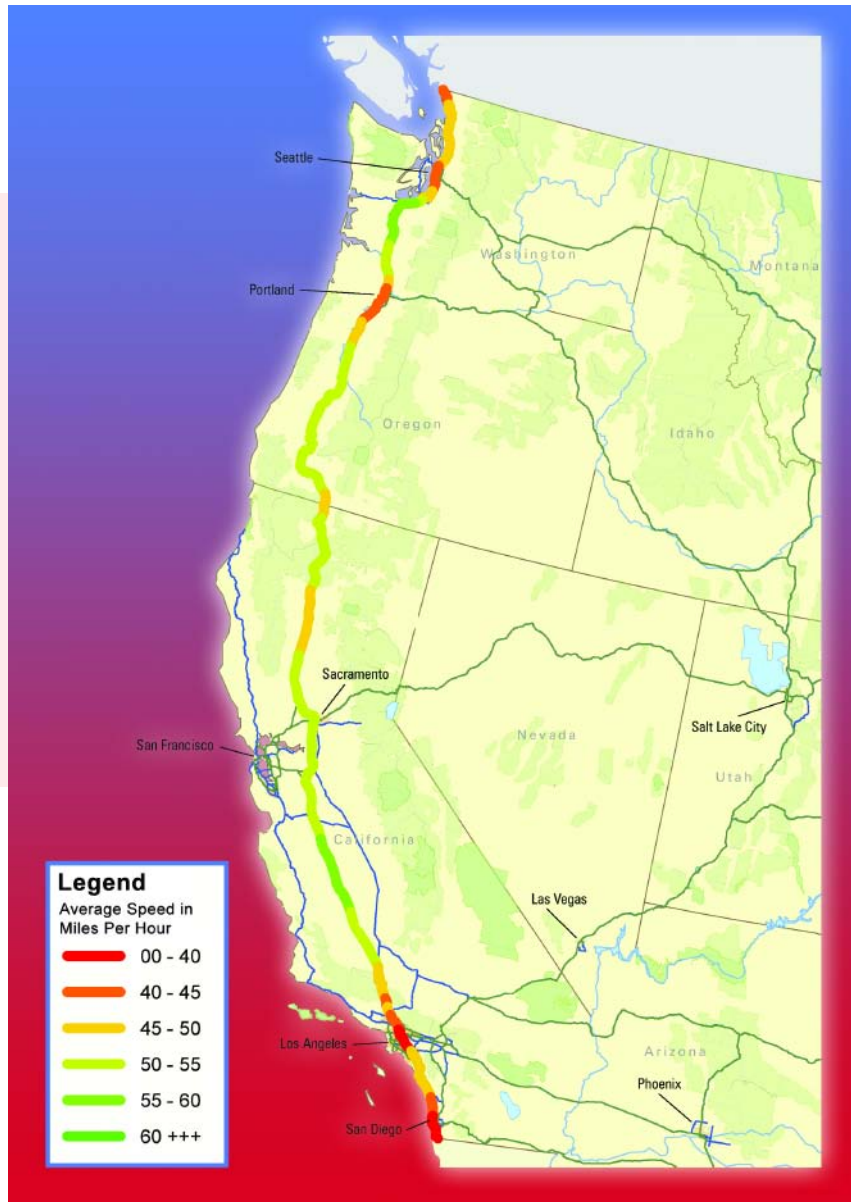 Seattle
Washington
Montana
Portland
Oregon
Idaho
Sacramento
Salt Lake City
San Francisco
Nevada
Utah
California
Legend
Average Speed in
Miles Per Hour
00 - 40
40 - 45
45 - 50
50 - 55
55 - 60
60 +++
Las Vegas
Los Angeles
Arizona
Phoenix
San Diego